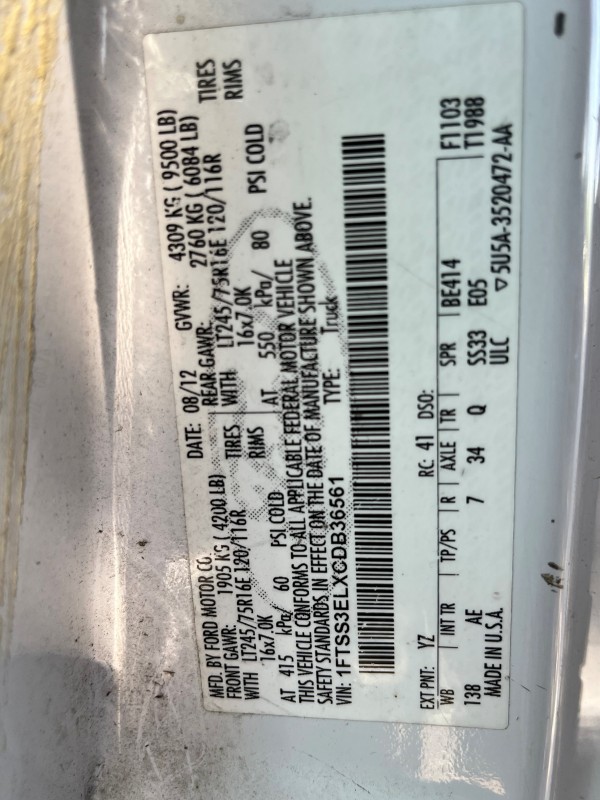 MFD. BY FORD MOTOR CO. DATE: 08/12 GVWR: 4309 KG ( 9500 LB)
FRONT GAWR: 1905 KG ( 4200 LB) REAR GAWR: 2760 KG ( 6084 LB)
WITH LT245/75R16E 120/116R TIRES WITH LT245/75R16E 120/116R TIRES
16x7.0K RIMS 16x7.0K RIMS
AT 415 kPa/ 60 PSI COLD AT 550 kPa/ 80 PSI COLD
THIS VEHICLE CONFORMS TO ALL APPLICABLE FEDERAL MOTOR VEHICLE
SAFETY STANDARDS IN EFFECT ON THE DATE OF MANUFACTURE SHOWN ABOVE.
VIN: 1FTSS3ELXCDB36561 TYPE: Truck
EXT PNT: YZ RC: 41 DSO:
WB INT TR TP/PS R AXLE TR SPR BE414 F1103
138 AE 7 34 Q SS33 E05 T1988
MADE IN U.S.A. ULC ▽5U5A-3520472-AA